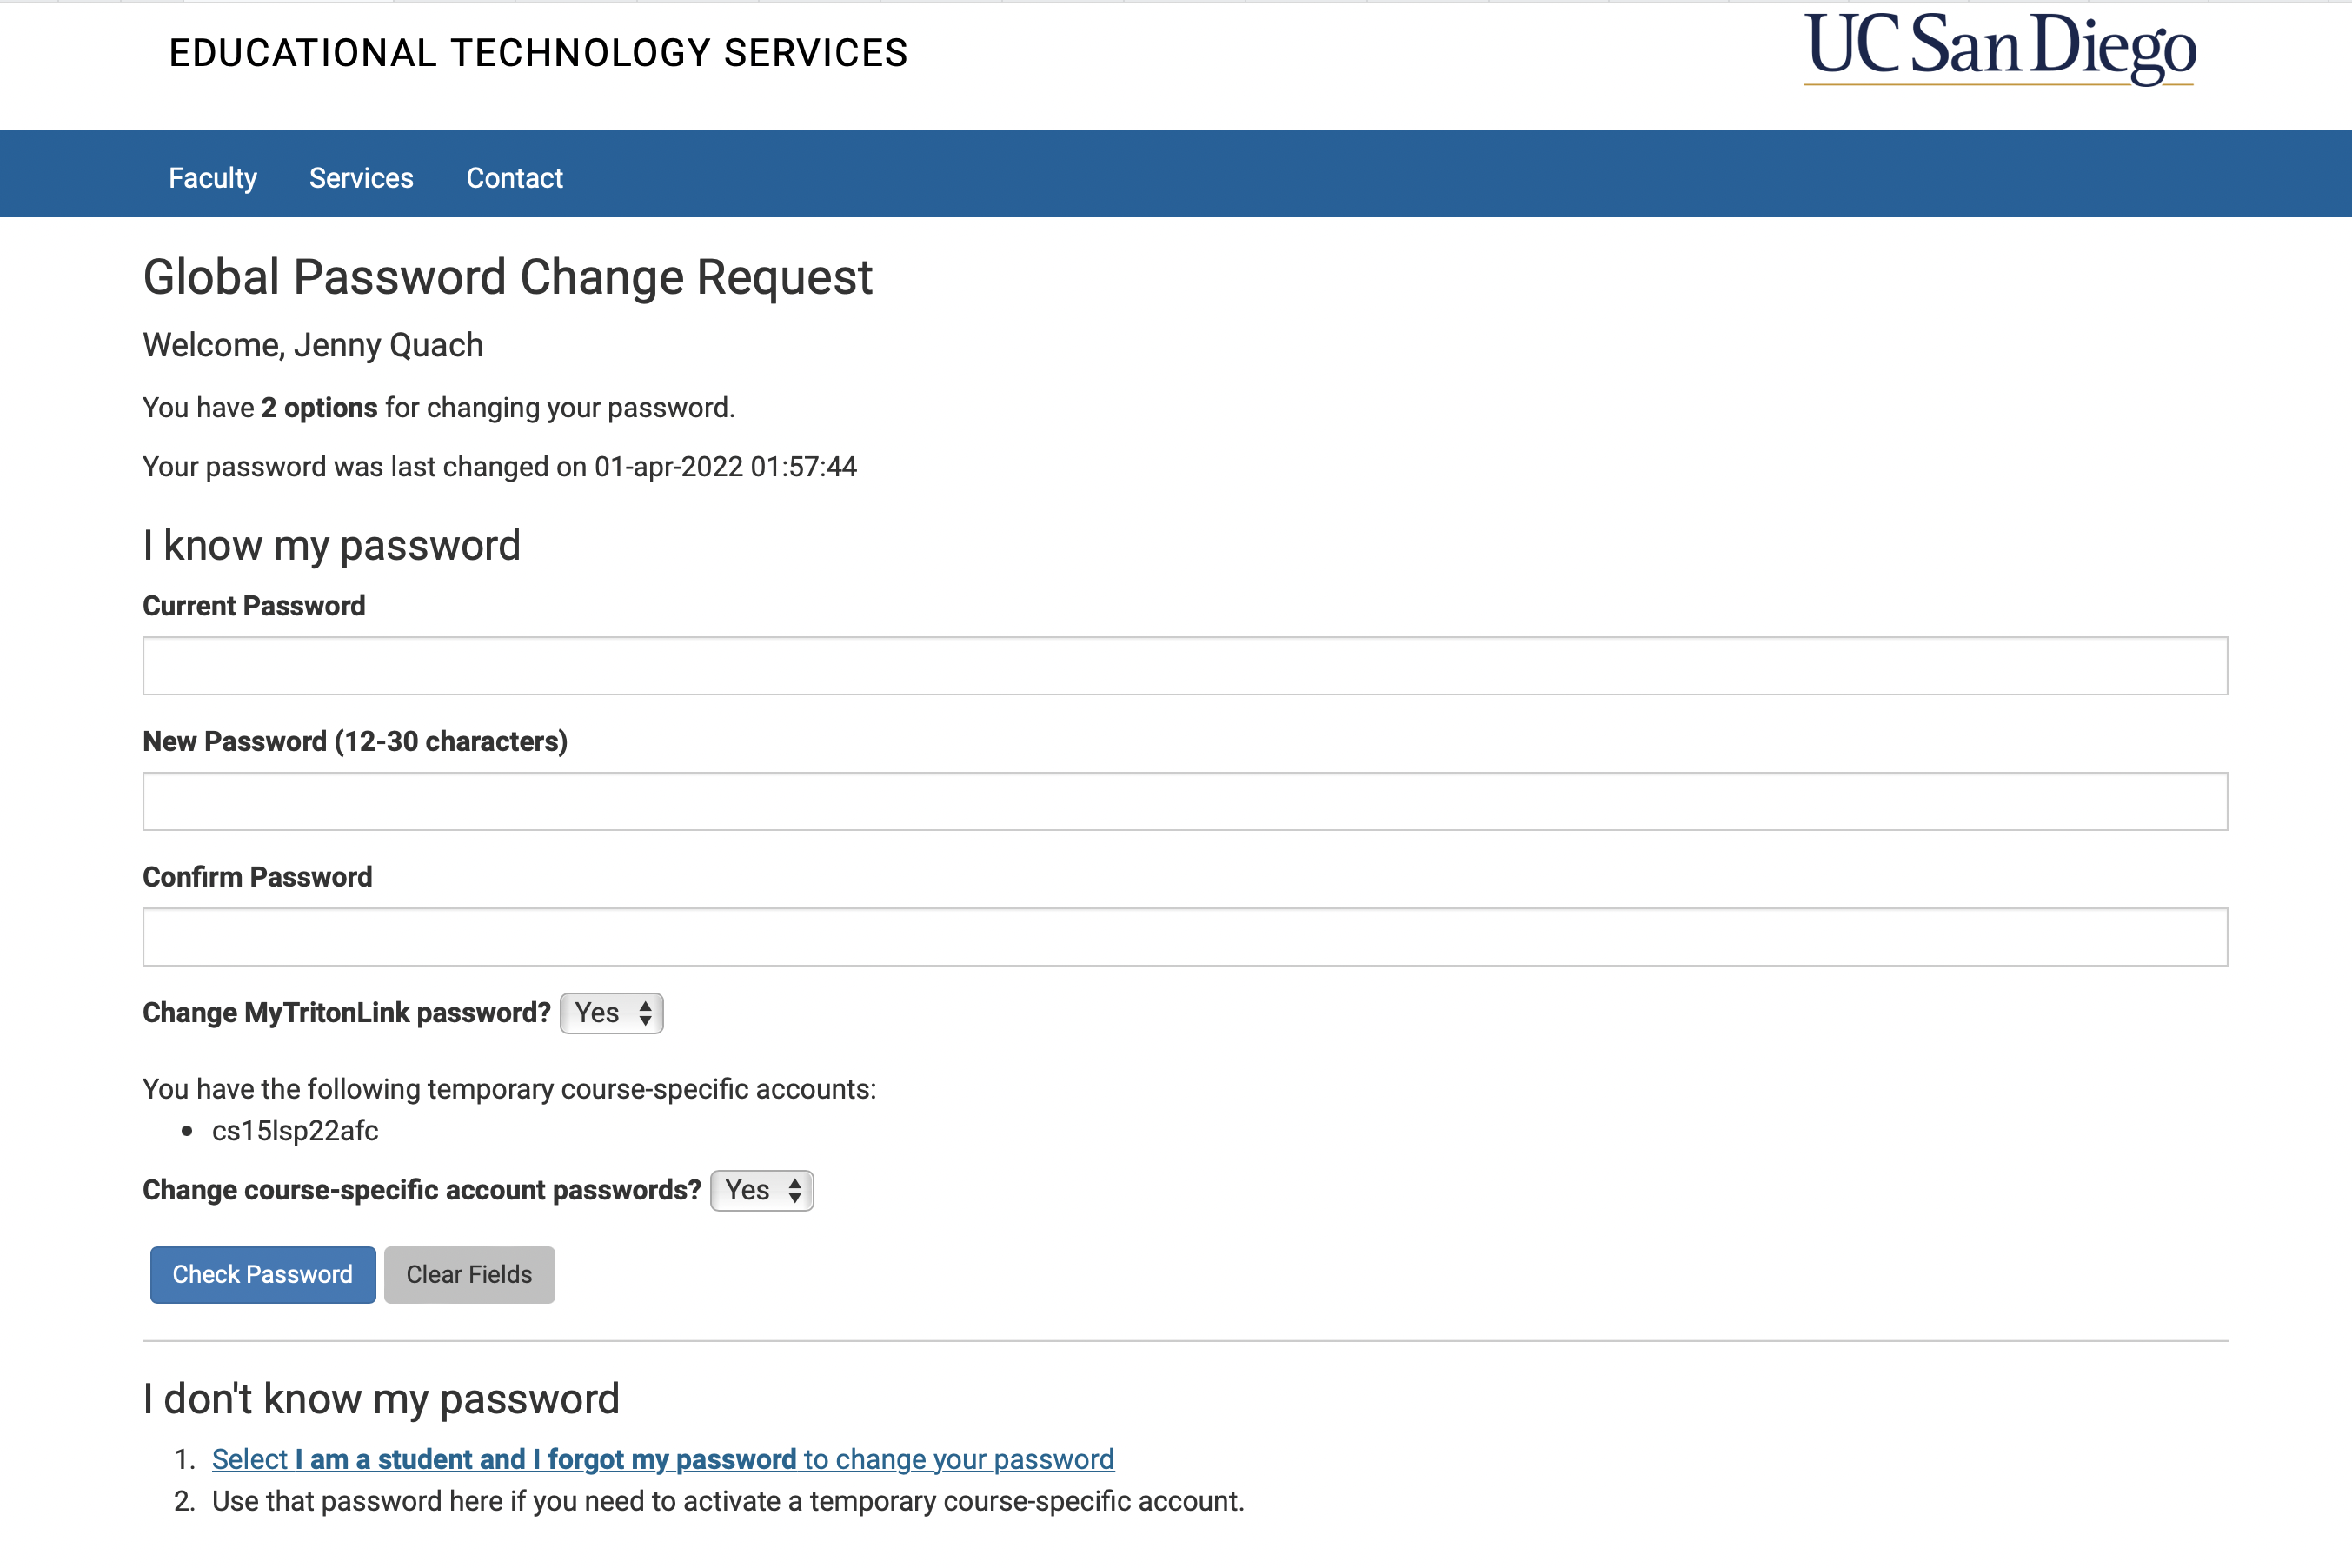 EDUCATIONAL TECHNOLOGY SERVICES
UC San Diego
Faculty Services Contact
Global Password Change Request
Welcome, Jenny Quach
You have 2 options for changing your password.
Your password was last changed on 01-apr-2022 01:57:44
I know my password
Current Password
New Password (12-30 characters)
Confirm Password
Change MyTritonLink password? Yes
You have the following temporary course-specific accounts:
• cs15lsp22afc
Change course-specific account passwords? Yes
Check Password Clear Fields
I don't know my password
1. Select I am a student and I forgot my password to change your password
2. Use that password here if you need to activate a temporary course-specific account.